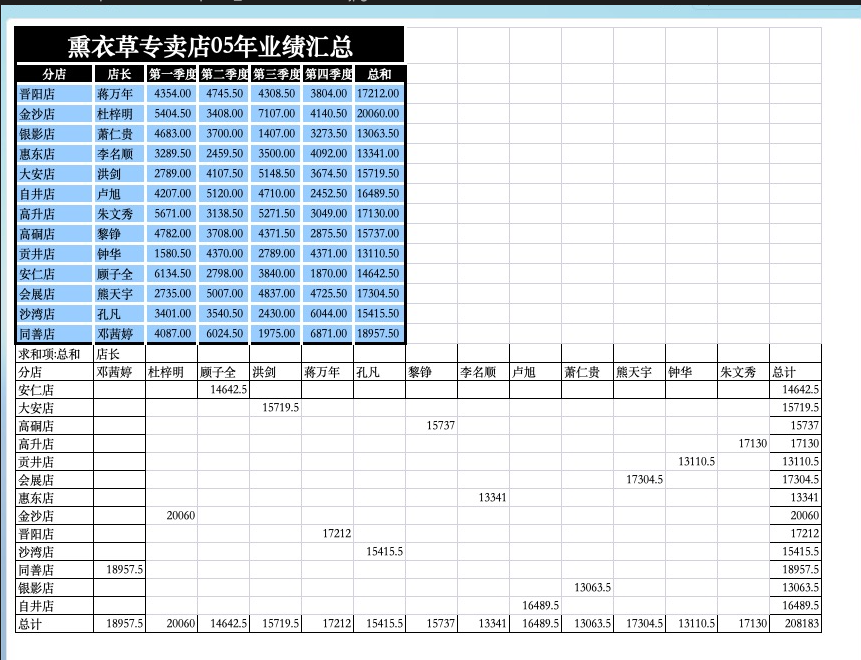 熏衣草专卖店05年业绩汇总
分店 店长 第一季度 第二季度 第三季度 第四季度 总和
晋阳店 蒋万年 4354.00 4745.50 4308.50 3804.00 17212.00
金沙店 杜梓明 5404.50 3408.00 7107.00 4140.50 20060.00
银影店 萧仁贵 4683.00 3700.00 1407.00 3273.50 13063.50
惠东店 李名顺 3289.50 2459.50 3500.00 4092.00 13341.00
大安店 洪剑 2789.00 4107.50 5148.50 3674.50 15719.50
自井店 卢旭 4207.00 5120.00 4710.00 2452.50 16489.50
高升店 朱文秀 5671.00 3138.50 5271.50 3049.00 17130.00
高硐店 黎铮 4782.00 3708.00 4371.50 2875.50 15737.00
贡井店 钟华 1580.50 4370.00 2789.00 4371.00 13110.50
安仁店 顾子全 6134.50 2798.00 3840.00 1870.00 14642.50
会展店 熊天宇 2735.00 5007.00 4837.00 4725.50 17304.50
沙湾店 孔凡 3401.00 3540.50 2430.00 6044.00 15415.50
同善店 邓茜婷 4087.00 6024.50 1975.00 6871.00 18957.50
求和项:总和 店长
分店 邓茜婷 杜梓明 顾子全 洪剑 蒋万年 孔凡 黎铮 李名顺 卢旭 萧仁贵 熊天宇 钟华 朱文秀 总计
安仁店 14642.5 14642.5
大安店 15719.5 15719.5
高硐店 15737 15737
高升店 17130 17130
贡井店 13110.5 13110.5
会展店 17304.5 17304.5
惠东店 13341 13341
金沙店 20060 20060
晋阳店 17212 17212
沙湾店 15415.5 15415.5
同善店 18957.5 18957.5
银影店 13063.5 13063.5
自井店 16489.5 16489.5
总计 18957.5 20060 14642.5 15719.5 17212 15415.5 15737 13341 16489.5 13063.5 17304.5 13110.5 17130 208183